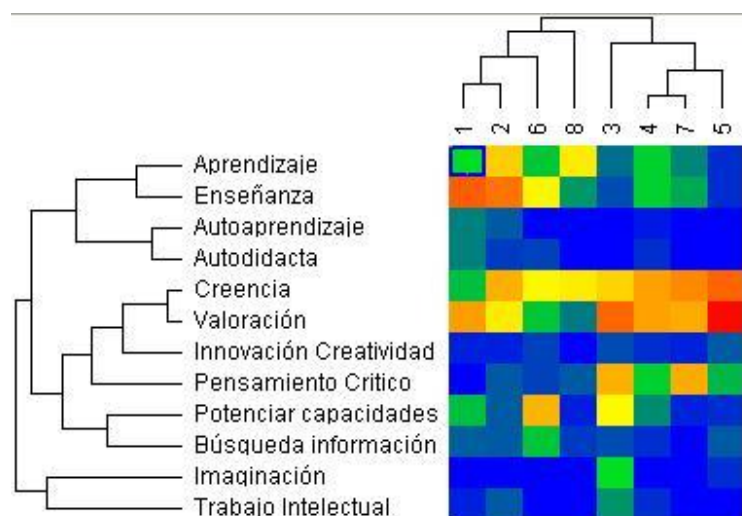 1 2 6 8 3 4 7 5
Aprendizaje
Enseñanza
Autoaprendizaje
Autodidacta
Creencia
Valoración
Innovación Creatividad
Pensamiento Critico
Potenciar capacidades
Búsqueda información
Imaginación
Trabajo Intelectual